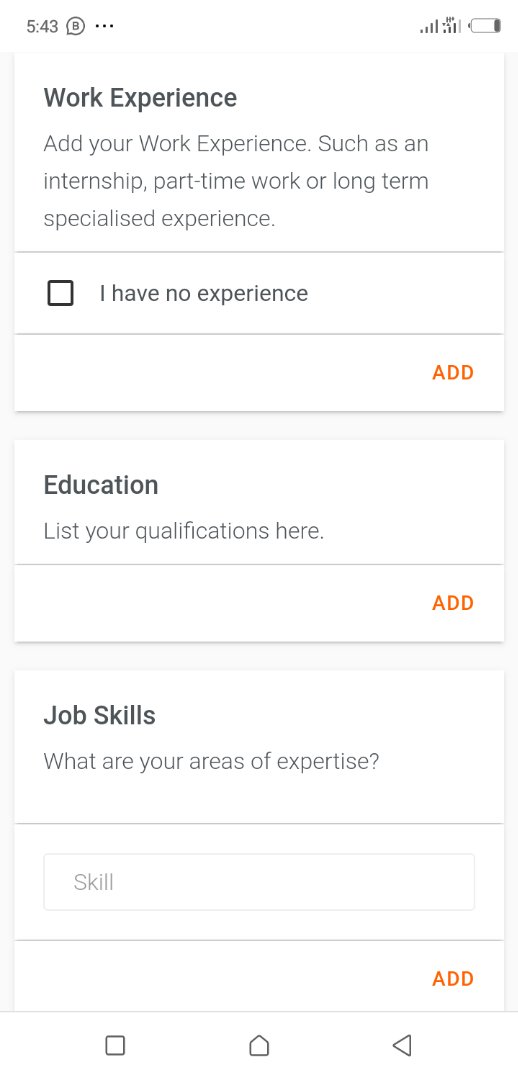 5:43
Work Experience
Add your Work Experience. Such as an
internship, part-time work or long term
specialised experience.
I have no experience
ADD
Education
List your qualifications here.
ADD
Job Skills
What are your areas of expertise?
Skill
ADD